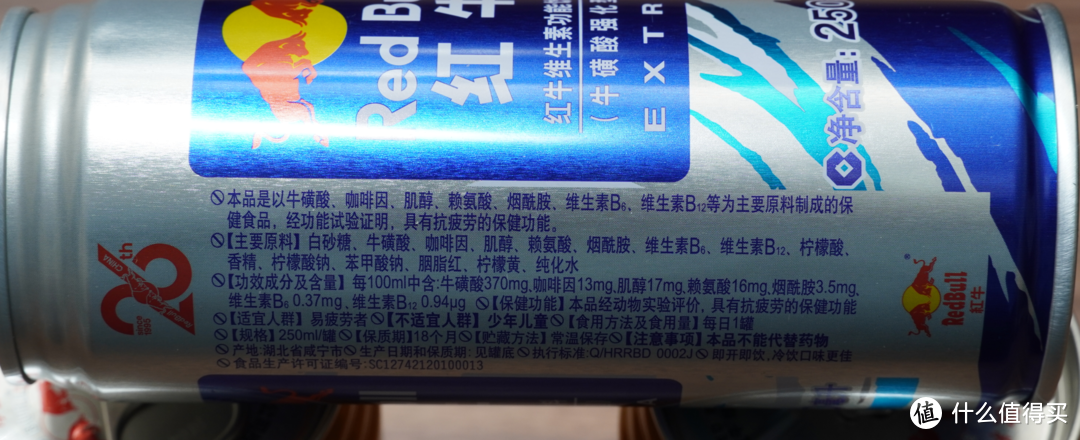 Red Bu
红牛
红牛维生素功能
(牛磺酸强化
EXTR
净含量: 250
本品是以牛磺酸、咖啡因、肌醇、赖氨酸、烟酰胺、维生素B₆、维生素B₁₂等为主要原料制成的保
健食品，经功能试验证明，具有抗疲劳的保健功能。
【主要原料】白砂糖、牛磺酸、咖啡因、肌醇、赖氨酸、烟酰胺、维生素B₆、维生素B₁₂、柠檬酸、
香精、柠檬酸钠、苯甲酸钠、胭脂红、柠檬黄、纯化水
【功效成分及含量】每100ml中含:牛磺酸370mg,咖啡因13mg,肌醇17mg,赖氨酸16mg,烟酰胺3.5mg,
维生素B₆ 0.37mg、维生素B₁₂ 0.94μg 【保健功能】本品经动物实验评价,具有抗疲劳的保健功能
【适宜人群】易疲劳者【不适宜人群】少年儿童【食用方法及食用量】每日1罐
【规格】250ml/罐【保质期】18个月【贮藏方法】常温保存【注意事项】本品不能代替药物
产地:湖北省咸宁市 生产日期和保质期:见罐底 执行标准:Q/HRRBD 0002J 即开即饮,冷饮口味更佳
食品生产许可证编号:SC12742120100013
26th
CHINA
RedBull
紅牛
值 什么值得买